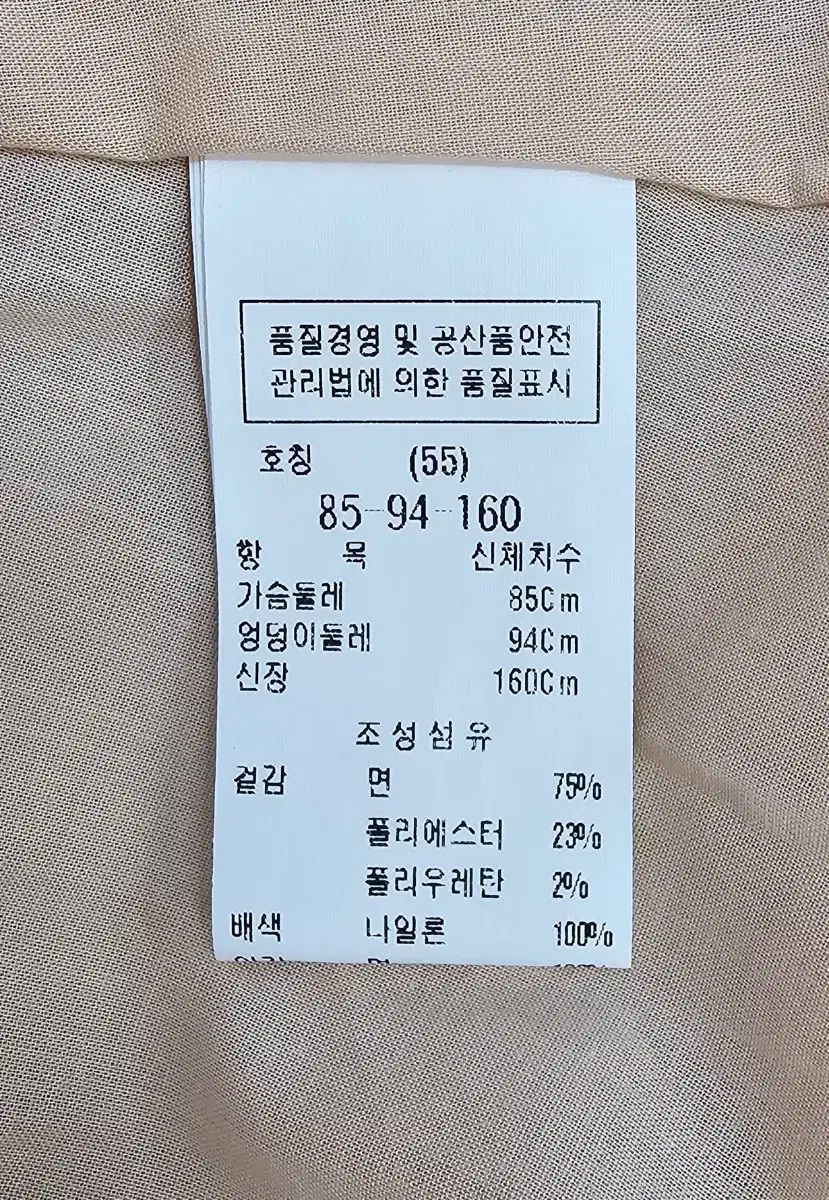 품질경영 및 공산품안전
관리법에 의한 품질표시
호칭 (55)
85-94-160
항 목 신체치수
가슴둘레 85Cm
엉덩이둘레 94Cm
신장 160Cm
조성섬유
겉감 면 75%
폴리에스터 23%
폴리우레탄 2%
배색 나일론 100%